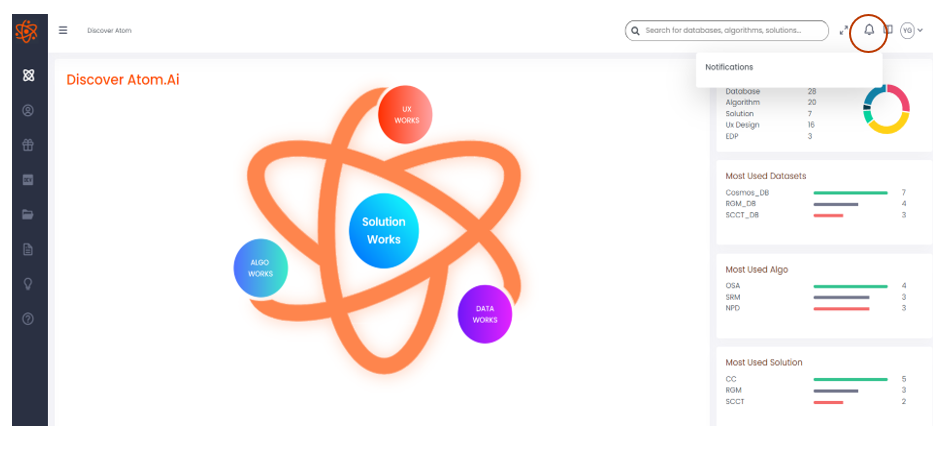 Discover Atom
Search for databases, algorithms, solutions...
YG
Notifications
Discover Atom.Ai
UX
WORKS
Solution
Works
ALGO
WORKS
DATA
WORKS
Database 28
Algorithm 20
Solution 7
Ux Design 16
EDP 3
Most Used Datasets
Cosmos_DB 7
RGM_DB 4
SCCT_DB 3
Most Used Algo
OSA 4
SRM 3
NPD 3
Most Used Solution
CC 5
RGM 3
SCCT 2